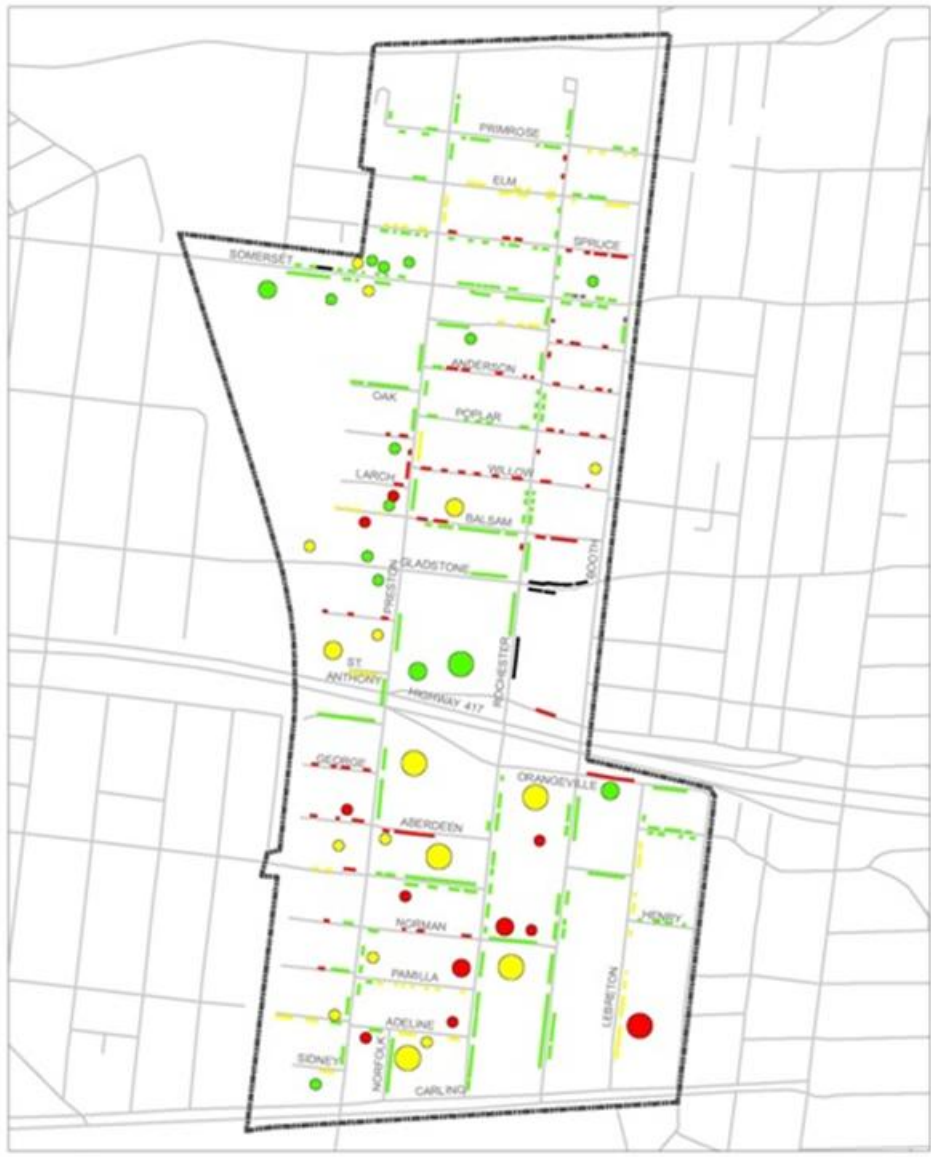 PRIMROSE
ELM
SPRUCE
SOMERSET
ANDERSON
OAK
POPLAR
WILLOW
LARCH
BALSAM
BOOTH
GLADSTONE
PRESTON
ROCHESTER
ST.
ANTHONY
HIGHWAY 417
GEORGE
ORANGEVILLE
ABERDEEN
HENRY
NORMAN
PAMILLA
LEBRETON
ADELINE
SIDNEY
NORFOLK
CARLING